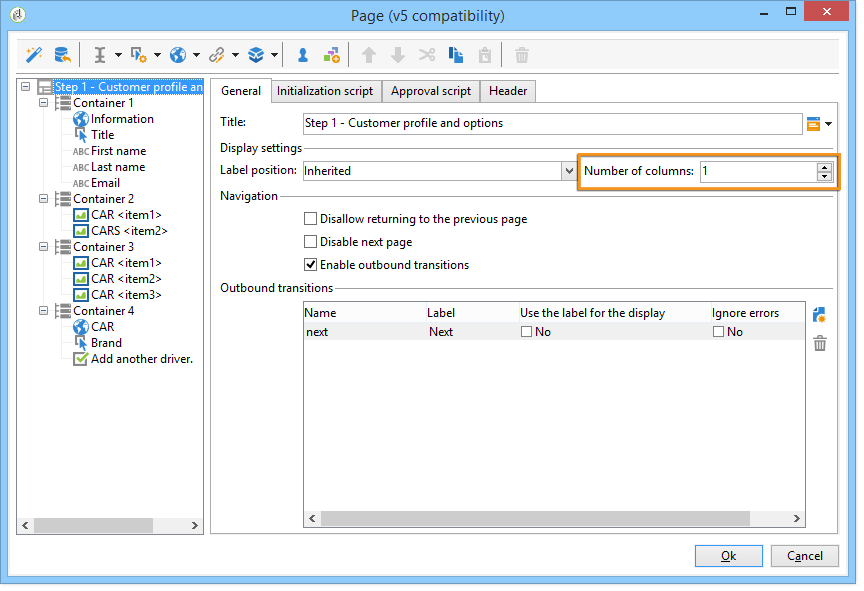 Page (v5 compatibility)
Step 1 - Customer profile an
Container 1
Information
Title
ABC First name
ABC Last name
ABC Email
Container 2
CAR <item1>
CARS <item2>
Container 3
CAR <item1>
CAR <item2>
CAR <item3>
Container 4
CAR
Brand
Add another driver.
General Initialization script Approval script Header
Title: Step 1 - Customer profile and options
Display settings
Label position: Inherited Number of columns: 1
Navigation
Disallow returning to the previous page
Disable next page
Enable outbound transitions
Outbound transitions
Name Label Use the label for the display Ignore errors
next Next No No
Ok Cancel